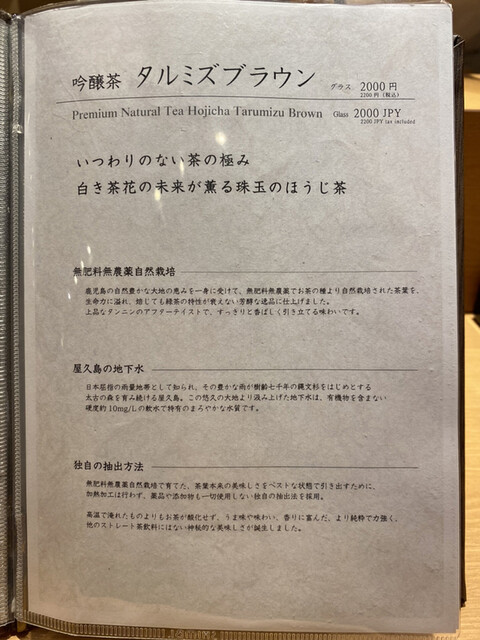 吟醸茶 タルミズブラウン グラス 2000円
2200円(税込)
Premium Natural Tea Hojicha Tarumizu Brown Glass 2000 JPY
2200 JPY tax included
いつわりのない茶の極み
白き茶花の未来が薫る珠玉のほうじ茶
無肥料無農薬自然栽培
鹿児島の自然豊かな大地の恵みを一身に受けて、無肥料無農薬でお茶の種より自然栽培された茶葉を、
生命力に溢れ、焙じても緑茶の特性が衰えない芳醇な逸品に仕上げました。
上品なタンニンのアフターテイストで、すっきりと香ばしく引き立てる味わいです。
屋久島の地下水
日本屈指の雨量地帯として知られ、その豊かな雨が樹齢七千年の縄文杉をはじめとする
太古の森を育み続ける屋久島。この悠久の大地より汲み上げた地下水は、有機物を含まない
硬度約10mg/Lの軟水で特有のまろやかな水質です。
独自の抽出方法
無肥料無農薬自然栽培で育てた、茶葉本来の美味しさをベストな状態で引き出すために、
加熱加工は行わず、薬品や添加物も一切使用しない独自の抽出法を採用。
高温で淹れたものよりもお茶が酸化せず、うま味や味わい、香りに富んだ、より純粋で力強く、
他のストレート茶飲料にはない神秘的な美味しさが誕生しました。